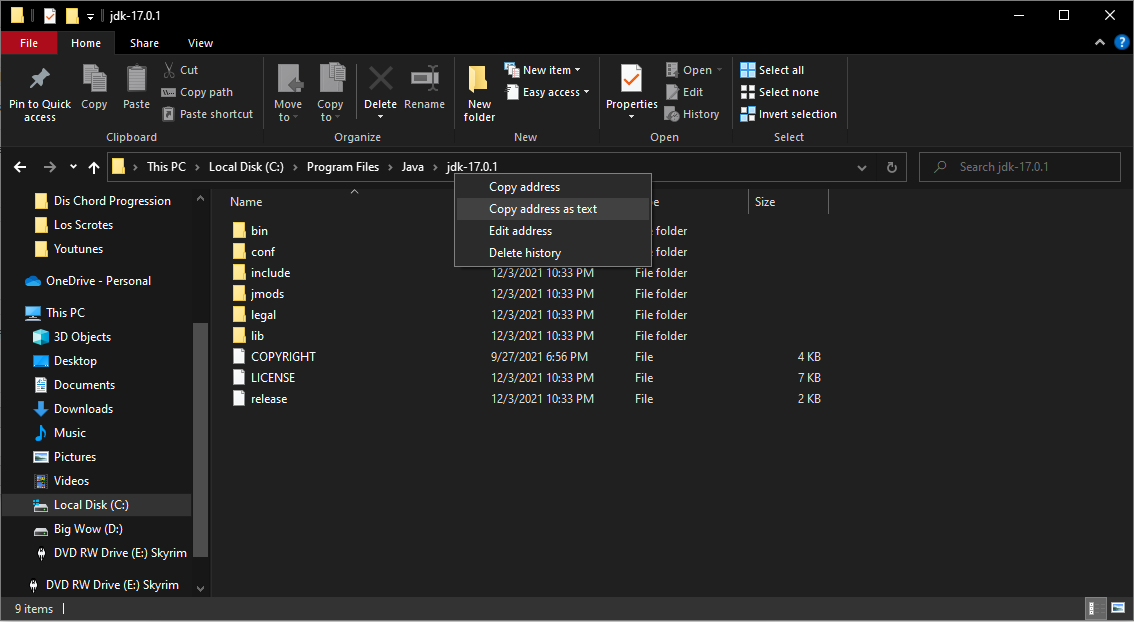 jdk-17.0.1
File Home Share View
Pin to Quick access
Copy
Paste
Cut
Copy path
Paste shortcut
Clipboard
Move to
Copy to
Delete
Rename
Organize
New folder
New item
Easy access
New
Properties
Open
Edit
History
Open
Select all
Select none
Invert selection
Select
This PC Local Disk (C:) Program Files Java jdk-17.0.1
Search jdk-17.0.1
Copy address
Copy address as text
Edit address
Delete history
Dis Chord Progression
Los Scrotes
Youtunes
OneDrive - Personal
This PC
3D Objects
Desktop
Documents
Downloads
Music
Pictures
Videos
Local Disk (C:)
Big Wow (D:)
DVD RW Drive (E:) Skyrim
DVD RW Drive (E:) Skyrim
Name Size
bin File folder
conf File folder
include 12/3/2021 10:33 PM File folder
jmods 12/3/2021 10:33 PM File folder
legal 12/3/2021 10:33 PM File folder
lib 12/3/2021 10:33 PM File folder
COPYRIGHT 9/27/2021 6:56 PM File 4 KB
LICENSE 12/3/2021 10:33 PM File 7 KB
release 12/3/2021 10:33 PM File 2 KB
9 items